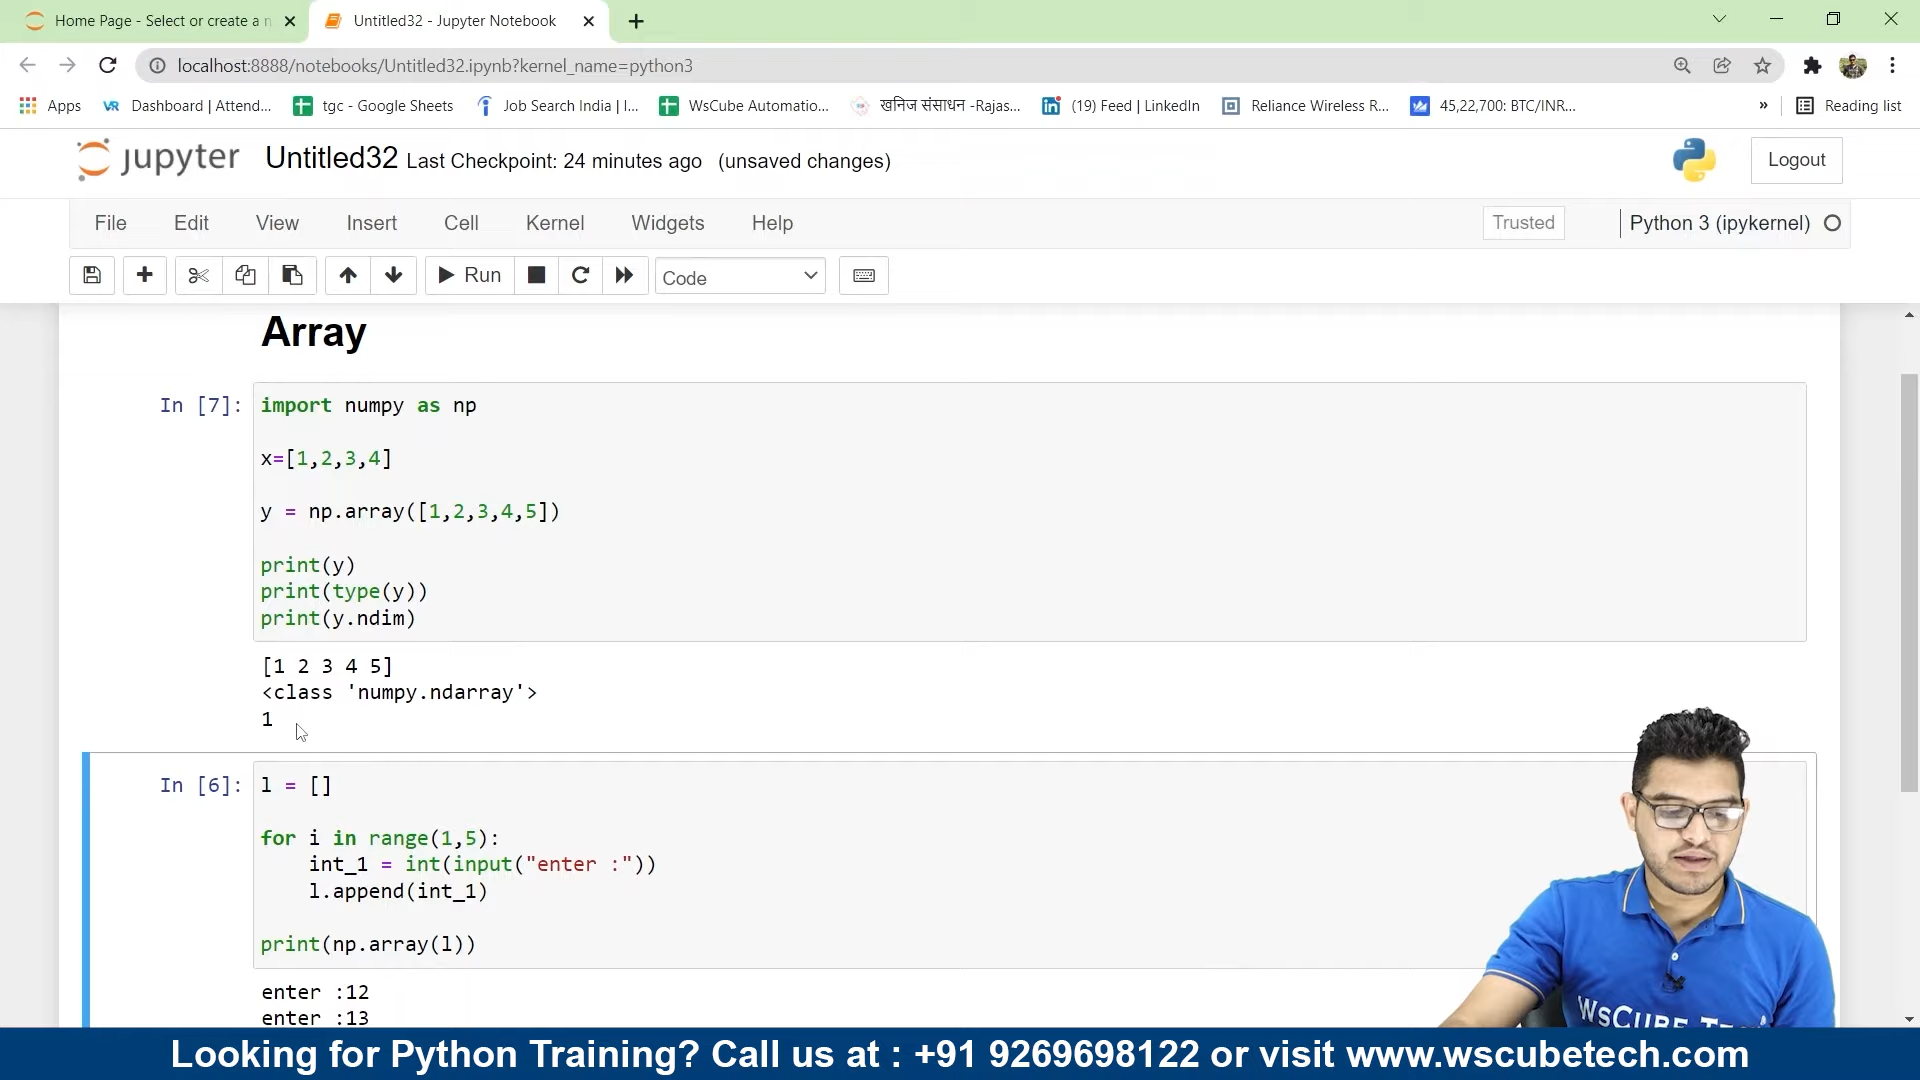 Home Page - Select or create a n
Untitled32 - Jupyter Notebook
localhost:8888/notebooks/Untitled32.ipynb?kernel_name=python3
Apps
VR Dashboard | Attend...
tgc - Google Sheets
Job Search India | I...
WsCube Automatio...
खनिज संसाधन -Rajas...
in (19) Feed | LinkedIn
Reliance Wireless R...
45,22,700: BTC/INR...
»
Reading list
jupyter
Untitled32 Last Checkpoint: 24 minutes ago (unsaved changes)
Logout
File Edit View Insert Cell Kernel Widgets Help
Trusted
Python 3 (ipykernel)
Run
Code
Array
In [7]:
import numpy as np
x=[1,2,3,4]
y = np.array([1,2,3,4,5])
print(y)
print(type(y))
print(y.ndim)
[1 2 3 4 5]
<class 'numpy.ndarray'>
1
In [6]:
l = []
for i in range(1,5):
    int_1 = int(input("enter :"))
    l.append(int_1)
print(np.array(l))
enter :12
enter :13
WsCube Tech
Looking for Python Training? Call us at : +91 9269698122 or visit www.wscubetech.com